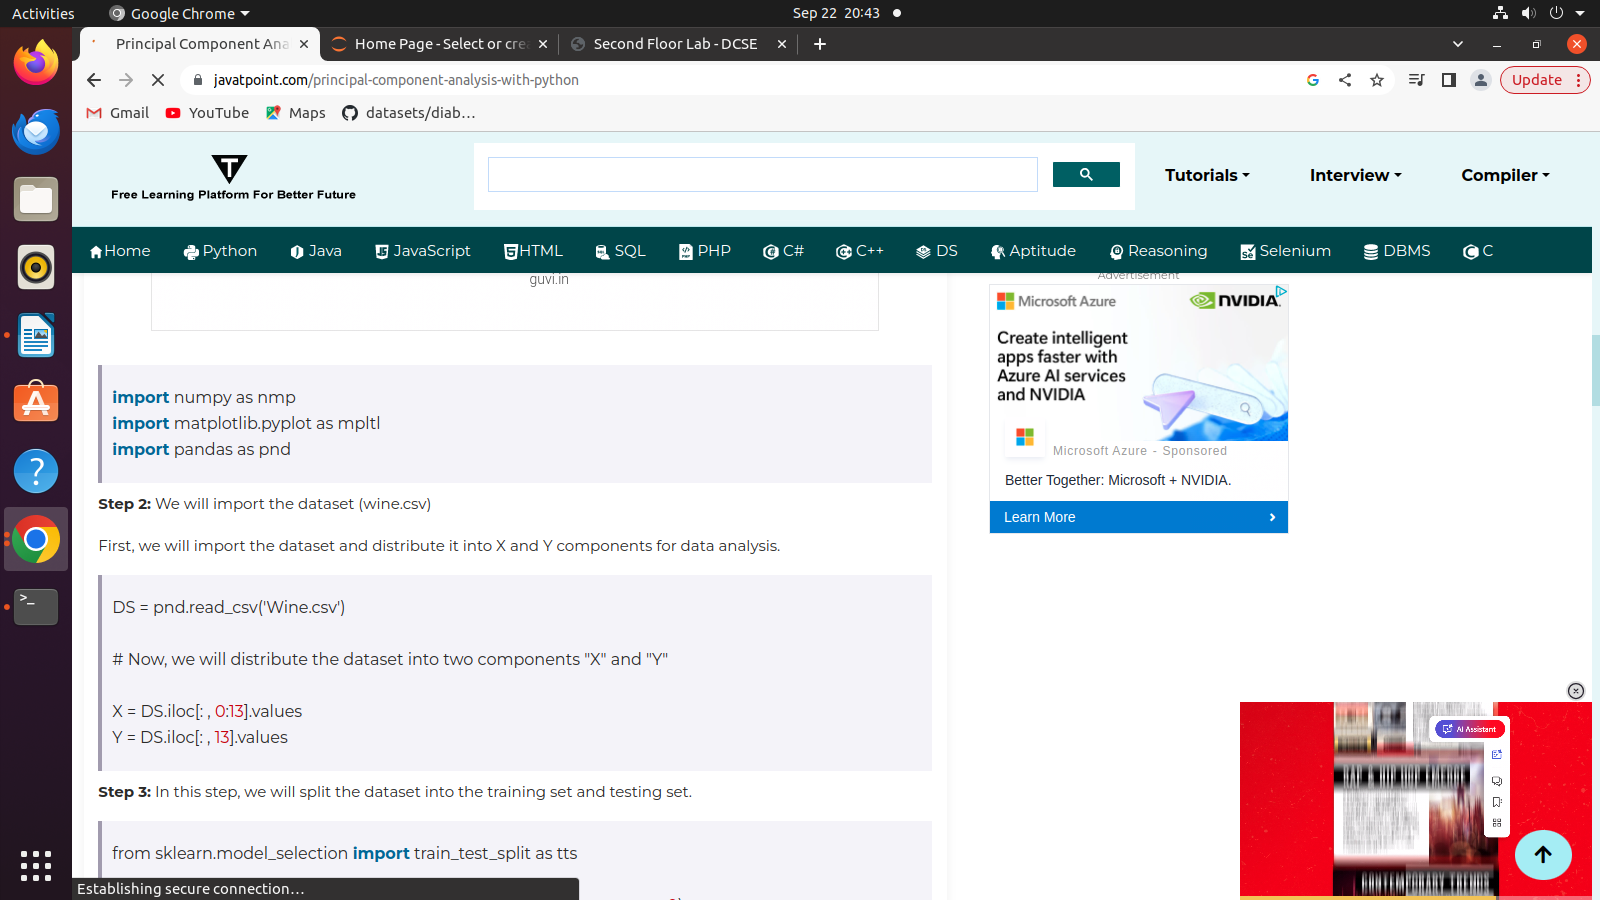 Activities
Google Chrome
Sep 22 20:43
Principal Component Ana
Home Page - Select or crea
Second Floor Lab - DCSE
javatpoint.com/principal-component-analysis-with-python
Update
Gmail
YouTube
Maps
datasets/diab…
T
Free Learning Platform For Better Future
Tutorials
Interview
Compiler
Home
Python
Java
JavaScript
HTML
SQL
PHP
C#
C++
DS
Aptitude
Reasoning
Selenium
DBMS
C
guvi.in
Advertisement
import numpy as nmp
import matplotlib.pyplot as mpltl
import pandas as pnd
Step 2: We will import the dataset (wine.csv)
First, we will import the dataset and distribute it into X and Y components for data analysis.
DS = pnd.read_csv('Wine.csv')
# Now, we will distribute the dataset into two components "X" and "Y"
X = DS.iloc[: , 0:13].values
Y = DS.iloc[: , 13].values
Step 3: In this step, we will split the dataset into the training set and testing set.
from sklearn.model_selection import train_test_split as tts
Establishing secure connection…
Microsoft Azure
NVIDIA.
Create intelligent
apps faster with
Azure AI services
and NVIDIA
Microsoft Azure - Sponsored
Better Together: Microsoft + NVIDIA.
Learn More
AI Assistant
RAP & HIP HOP EMERGE
CONTEMPORARY TRENDS